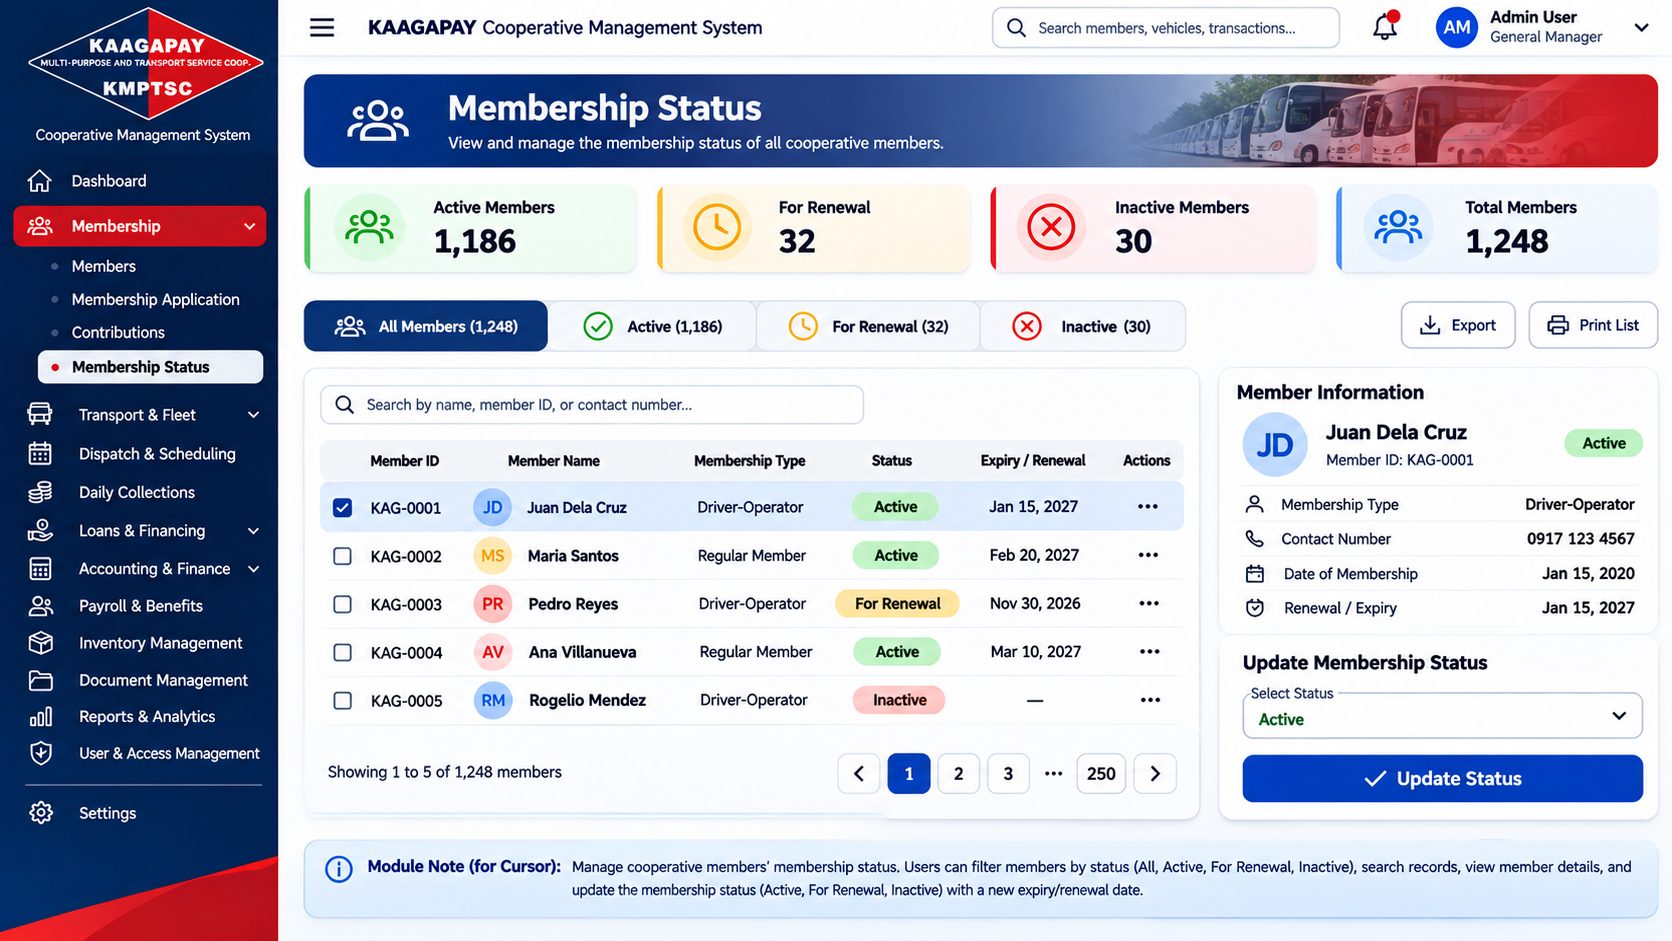 KAAGAPAY
MULTI-PURPOSE AND TRANSPORT SERVICE COOP.
KMPTSC
Cooperative Management System
Dashboard
Membership
Members
Membership Application
Contributions
Membership Status
Transport & Fleet
Dispatch & Scheduling
Daily Collections
Loans & Financing
Accounting & Finance
Payroll & Benefits
Inventory Management
Document Management
Reports & Analytics
User & Access Management
Settings
KAAGAPAY Cooperative Management System
Search members, vehicles, transactions...
AM
Admin User
General Manager
Membership Status
View and manage the membership status of all cooperative members.
Active Members
1,186
For Renewal
32
Inactive Members
30
Total Members
1,248
All Members (1,248)
Active (1,186)
For Renewal (32)
Inactive (30)
Export
Print List
Search by name, member ID, or contact number...
Member ID Member Name Membership Type Status Expiry / Renewal Actions
KAG-0001 JD Juan Dela Cruz Driver-Operator Active Jan 15, 2027 •••
KAG-0002 MS Maria Santos Regular Member Active Feb 20, 2027 •••
KAG-0003 PR Pedro Reyes Driver-Operator For Renewal Nov 30, 2026 •••
KAG-0004 AV Ana Villanueva Regular Member Active Mar 10, 2027 •••
KAG-0005 RM Rogelio Mendez Driver-Operator Inactive — •••
Showing 1 to 5 of 1,248 members
1 2 3 ••• 250
Member Information
JD
Juan Dela Cruz
Member ID: KAG-0001
Active
Membership Type Driver-Operator
Contact Number 0917 123 4567
Date of Membership Jan 15, 2020
Renewal / Expiry Jan 15, 2027
Update Membership Status
Select Status
Active
Update Status
Module Note (for Cursor): Manage cooperative members' membership status. Users can filter members by status (All, Active, For Renewal, Inactive), search records, view member details, and
update the membership status (Active, For Renewal, Inactive) with a new expiry/renewal date.